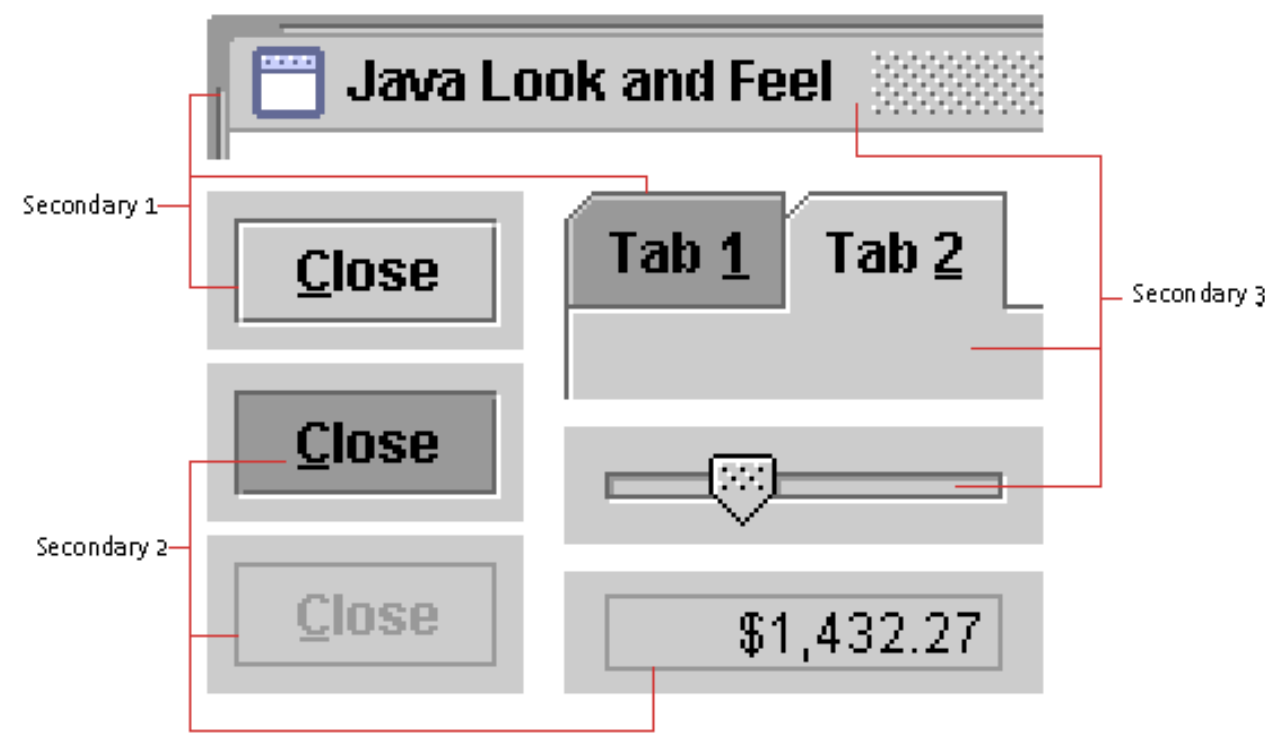 Java Look and Feel
Secondary 1
Close
Tab 1
Tab 2
Secondary 3
Close
Secondary 2
Close
$1,432.27